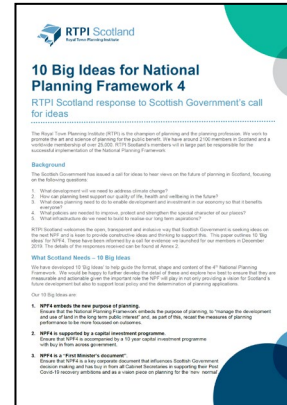 RTPI Scotland
Royal Town Planning Institute
10 Big Ideas for National
Planning Framework 4
RTPI Scotland response to Scottish Government's call
for ideas
The Royal Town Planning Institute (RTPI) is the champion of planning and the planning profession. We work to
promote the art and science of planning for the public benefit. We have around 2100 members in Scotland and a
worldwide membership of over 25,000. RTPI Scotland's members will in large part be responsible for the
successful implementation of the National Planning Framework.
Background
The Scottish Government has issued a call for ideas to hear views on the future of planning in Scotland, focusing
on the following questions:
1. What development will we need to address climate change?
2. How can planning best support our quality of life, health and wellbeing in the future?
3. What does planning need to do to enable development and investment in our economy so that it benefits
everyone?
4. What policies are needed to improve, protect and strengthen the special character of our places?
5. What infrastructure do we need to build to realise our long term aspirations?
RTPI Scotland welcomes the open, transparent and inclusive way that Scottish Government is seeking ideas on
the next NPF and is keen to provide constructive ideas and thinking to support this. This paper outlines 10 'Big
Ideas' for NPF4. These have been informed by a call for evidence we launched for our members in December
2019. The details of the responses received can be found at Annex 2.
What Scotland Needs – 10 Big Ideas
We have developed 10 'Big Ideas' to help guide the format, shape and content of the 4th National Planning
Framework. We would be happy to further develop the detail of these and explore how best to ensure that they are
measurable and actionable given the important role the NPF will play in not only providing a vision for Scotland's
future development but also to support local policy and the determination of planning applications.
Our 10 Big Ideas are:
1. NPF4 embeds the new purpose of planning.
Ensure that the National Planning Framework embeds the purpose of planning, to "manage the development
and use of land in the long term public interest" and, as part of this, recast the measures of planning
performance to be more focussed on outcomes.
2. NPF4 is supported by a capital investment programme.
Ensure that NPF4 is accompanied by a 10 year capital investment programme
with buy in from across government.
3. NPF4 is a "First Minister's document".
Ensure that NPF4 is a key corporate document that influences Scottish Government
decision making and has buy in from all Cabinet Secretaries in supporting their Post
Covid-19 recovery ambitions and as a vision piece on planning for the new normal